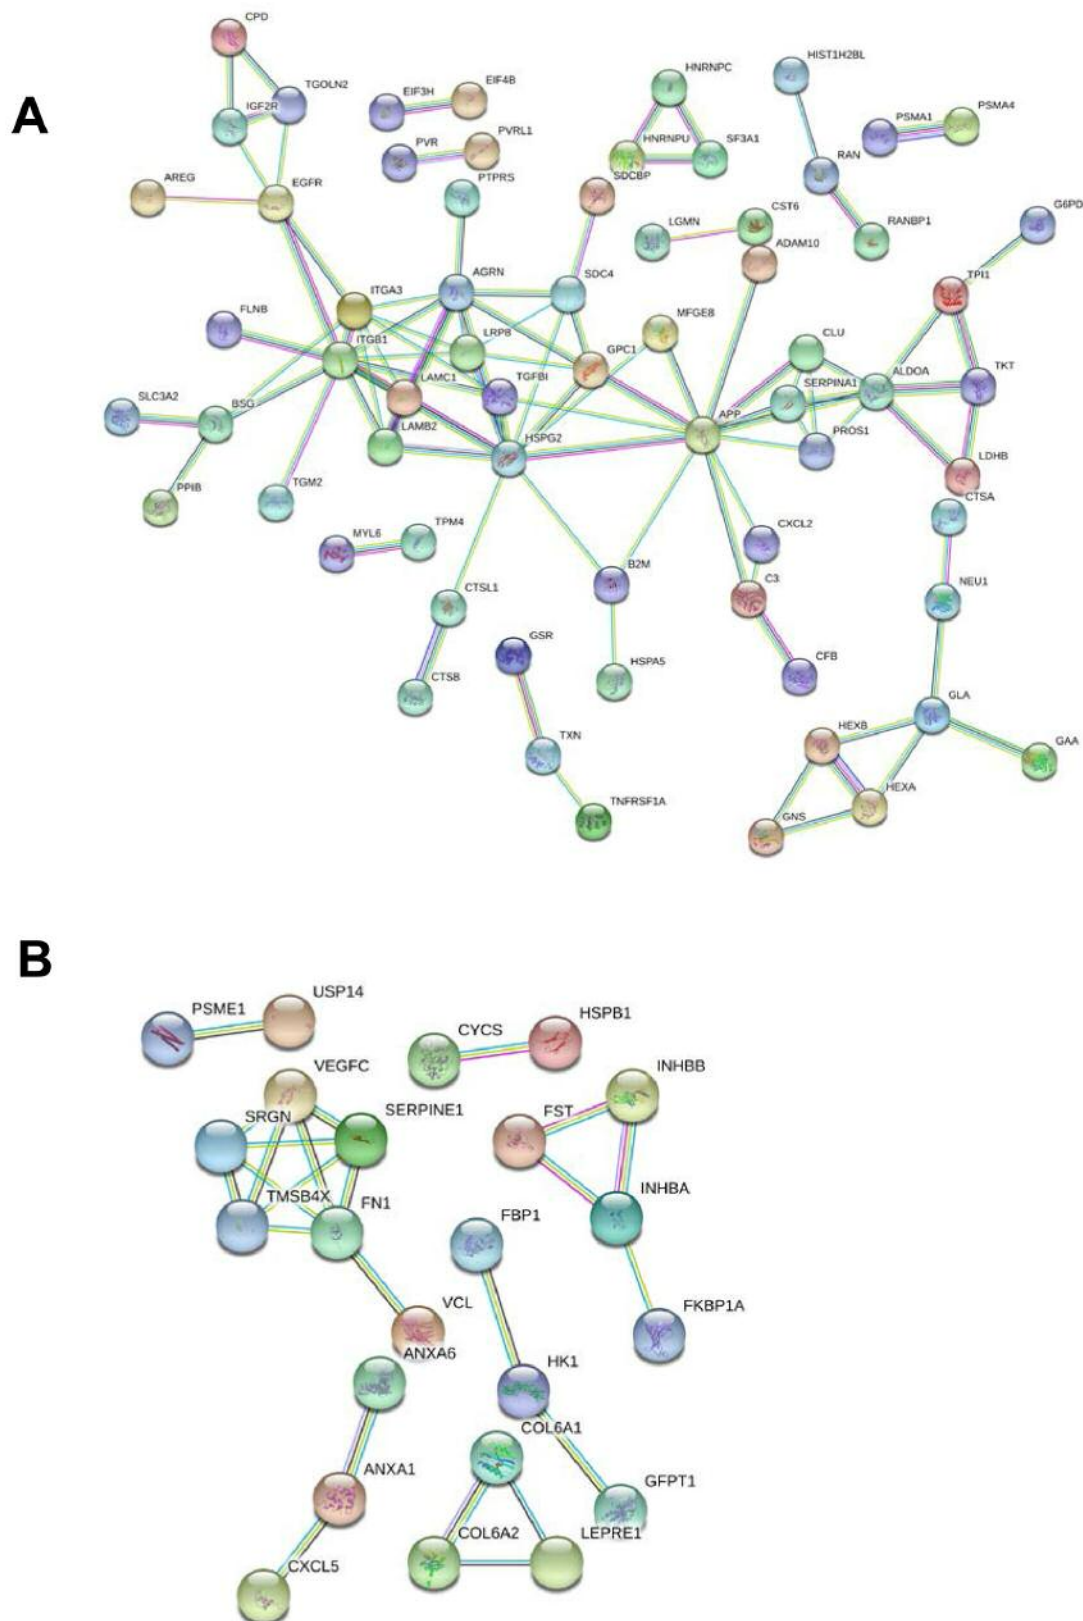 A
CPD
TGOLN2
IGF2R
AREG
EGFR
EIF3H
EIF4B
PVR
PVRL1
PTPRS
HNRNPC
HNRNPU
SF3A1
SDCBP
HIST1H2BL
RAN
RANBP1
PSMA1
PSMA4
LGMN
CST6
ADAM10
G6PD
TPI1
ITGA3
AGRN
SDC4
FLNB
ITGB1
LRP8
MFGE8
GPC1
CLU
LAMC1
TGFBI
SERPINA1
ALDOA
TKT
SLC3A2
BSG
LAMB2
HSPG2
APP
PROS1
LDHB
PPIB
TGM2
CTSA
MYL6
TPM4
CXCL2
B2M
C3
NEU1
CTSL1
GSR
HSPA5
CFB
CTSB
GLA
TXN
HEXB
GAA
HEXA
TNFRSF1A
GNS
B
PSME1
USP14
CYCS
HSPB1
VEGFC
INHBB
SRGN
SERPINE1
FST
TMSB4X
FN1
INHBA
FBP1
VCL
FKBP1A
ANXA6
HK1
COL6A1
ANXA1
GFPT1
COL6A2
LEPRE1
CXCL5